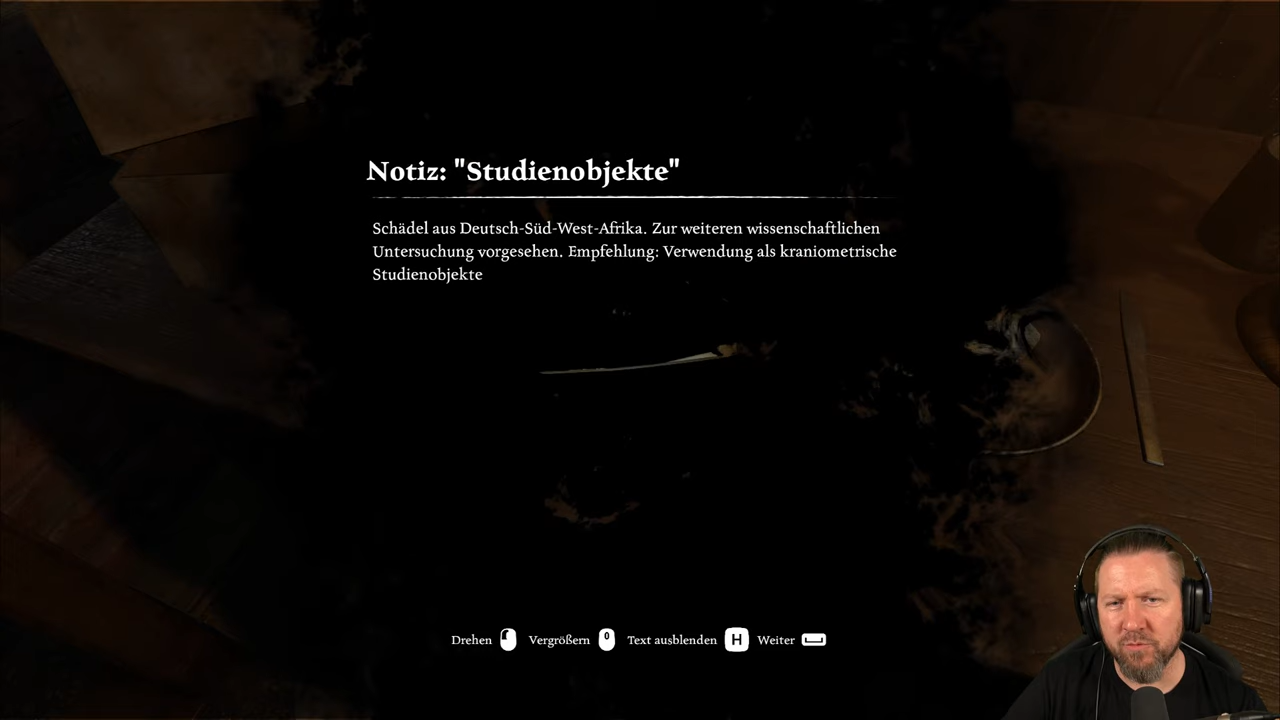 Notiz: "Studienobjekte"
Schädel aus Deutsch-Süd-West-Afrika. Zur weiteren wissenschaftlichen
Untersuchung vorgesehen. Empfehlung: Verwendung als kraniometrische
Studienobjekte
Drehen Vergrößern 0 Text ausblenden H Weiter